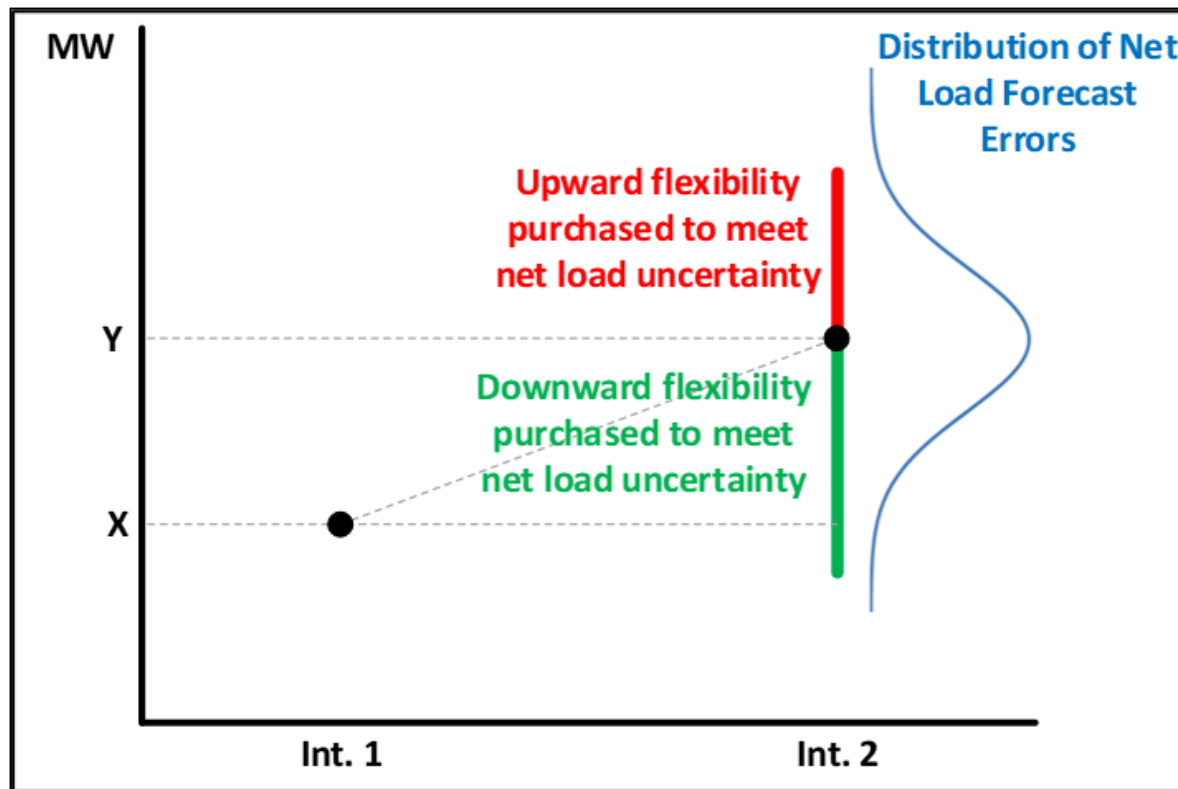 MW
Distribution of Net
Load Forecast
Errors
Upward flexibility
purchased to meet
net load uncertainty
Y
Downward flexibility
purchased to meet
net load uncertainty
X
Int. 1
Int. 2